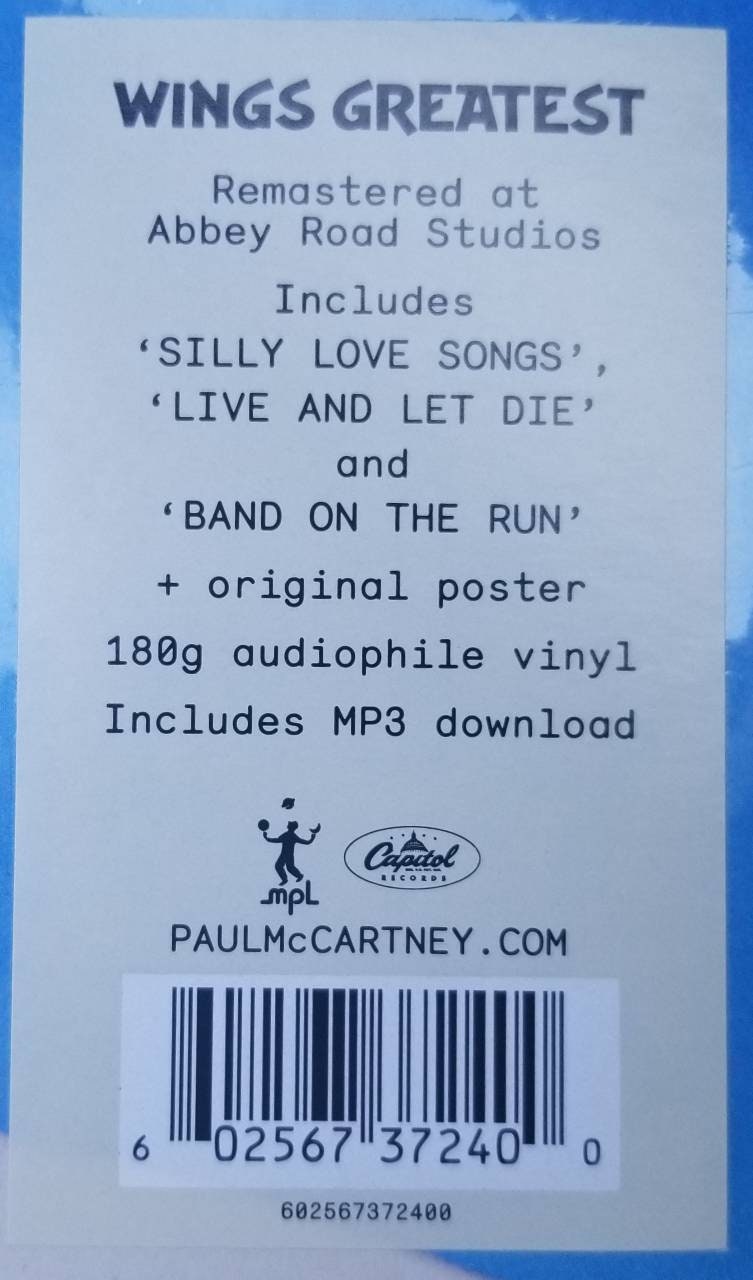 WINGS GREATEST
Remastered at
Abbey Road Studios
Includes
‘SILLY LOVE SONGS’,
‘LIVE AND LET DIE’
and
‘BAND ON THE RUN’
+ original poster
180g audiophile vinyl
Includes MP3 download
mpL
Capitol
RECORDS
PAULMcCARTNEY.COM
6 02567 37240 0
602567372400